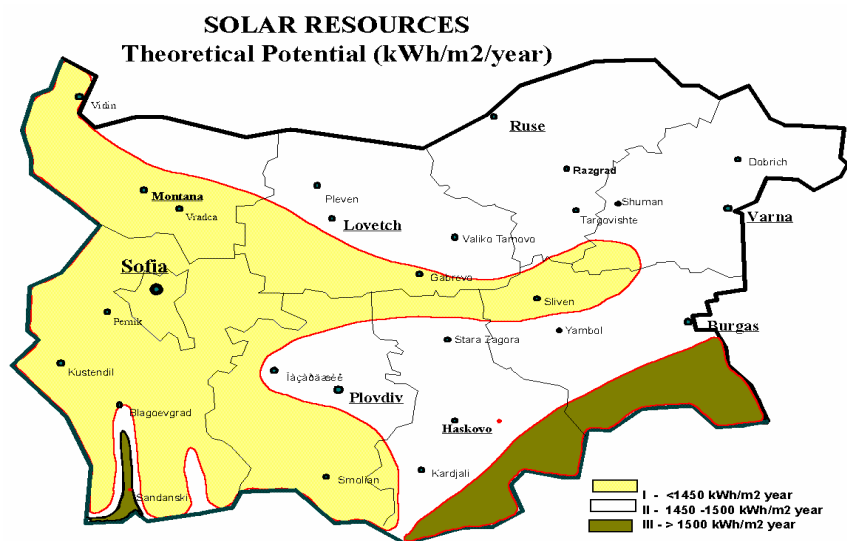 SOLAR RESOURCES
Theoretical Potential (kWh/m2/year)
Vidin
Ruse
Dobrich
Razgrad
Montana
Pleven
Vradca
Shuman
Targovishte
Varna
Lovetch
Valiko Tarnovo
Sofia
Gabrevo
Sliven
Pernik
Burgas
Yambol
Stara Zagora
Kustendil
Ïàçàðäæèê
Plovdiv
Blagoevgrad
Haskovo
Kardjali
Smolian
Sandanski
I - <1450 kWh/m2 year
II - 1450 -1500 kWh/m2 year
III - > 1500 kWh/m2 year